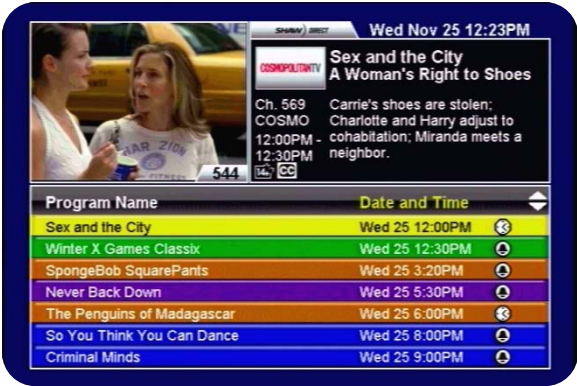 SHAW) DIRECT
Wed Nov 25 12:23PM
COSMOPOLITANTV
Sex and the City
A Woman's Right to Shoes
Ch. 569
COSMO
12:00PM -
12:30PM
14+ CC
Carrie's shoes are stolen;
Charlotte and Harry adjust to
cohabitation; Miranda meets a
neighbor.
HAR ZION
FITNESS
544
Program Name Date and Time
Sex and the City Wed 25 12:00PM
Winter X Games Classix Wed 25 12:30PM
SpongeBob SquarePants Wed 25 3:20PM
Never Back Down Wed 25 5:30PM
The Penguins of Madagascar Wed 25 6:00PM
So You Think You Can Dance Wed 25 8:00PM
Criminal Minds Wed 25 9:00PM